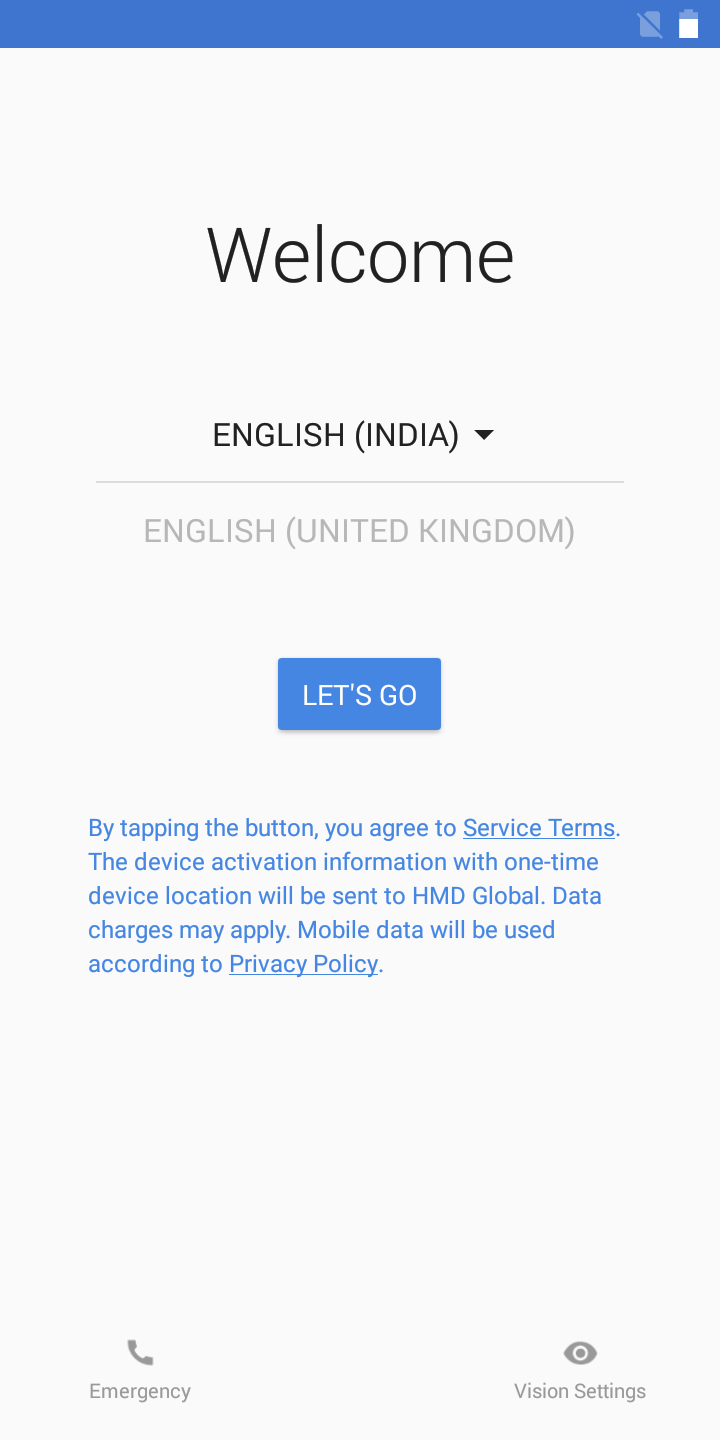 Welcome
ENGLISH (INDIA)
ENGLISH (UNITED KINGDOM)
LET'S GO
By tapping the button, you agree to Service Terms.
The device activation information with one-time
device location will be sent to HMD Global. Data
charges may apply. Mobile data will be used
according to Privacy Policy.
Emergency
Vision Settings